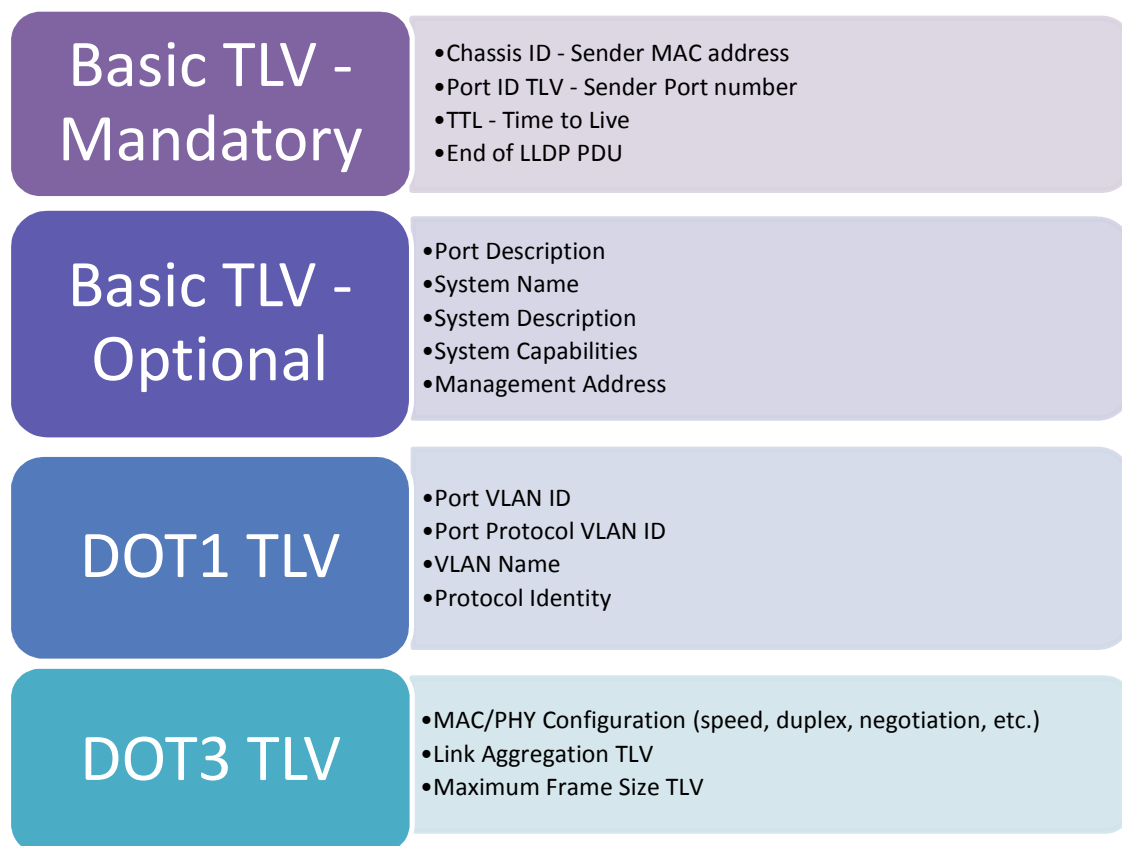 Basic TLV -
Mandatory
•Chassis ID - Sender MAC address
•Port ID TLV - Sender Port number
•TTL - Time to Live
•End of LLDP PDU
Basic TLV -
Optional
•Port Description
•System Name
•System Description
•System Capabilities
•Management Address
DOT1 TLV
•Port VLAN ID
•Port Protocol VLAN ID
•VLAN Name
•Protocol Identity
DOT3 TLV
•MAC/PHY Configuration (speed, duplex, negotiation, etc.)
•Link Aggregation TLV
•Maximum Frame Size TLV